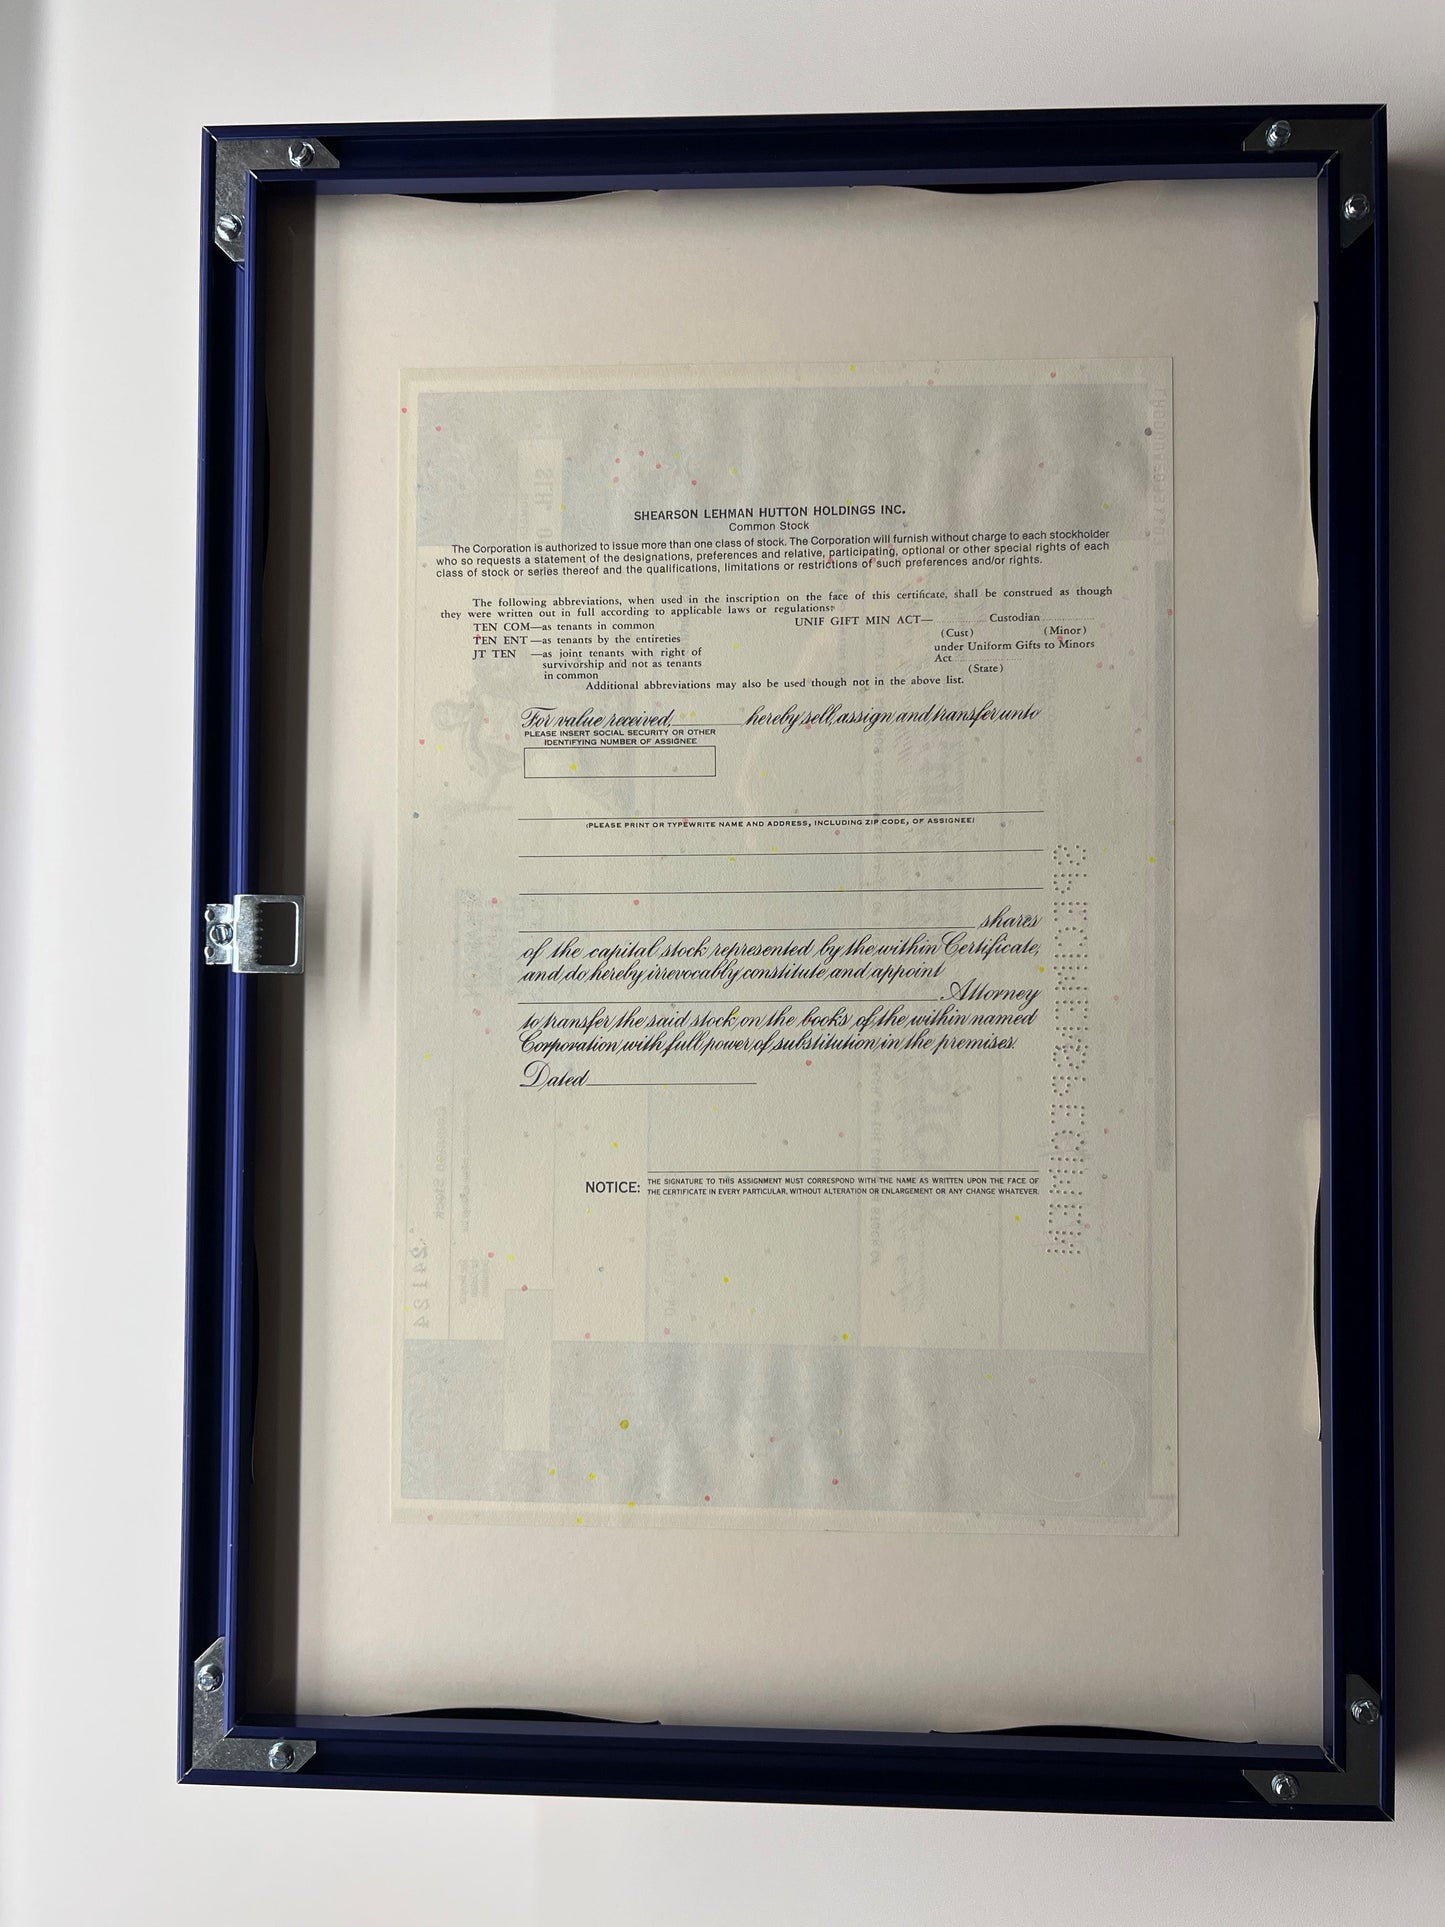 SHEARSON LEHMAN HUTTON HOLDINGS INC.
Common Stock
The Corporation is authorized to issue more than one class of stock. The Corporation will furnish without charge to each stockholder
who so requests a statement of the designations, preferences and relative, participating, optional or other special rights of each
class of stock or series thereof and the qualifications, limitations or restrictions of such preferences and/or rights.
The following abbreviations, when used in the inscription on the face of this certificate, shall be construed as though
they were written out in full according to applicable laws or regulations:
TEN COM—as tenants in common
TEN ENT—as tenants by the entireties
JT TEN —as joint tenants with right of
survivorship and not as tenants
in common
UNIF GIFT MIN ACT—............Custodian............
(Cust) (Minor)
under Uniform Gifts to Minors
Act............
(State)
Additional abbreviations may also be used though not in the above list.
For value received,________hereby sell, assign and transfer unto
PLEASE INSERT SOCIAL SECURITY OR OTHER
IDENTIFYING NUMBER OF ASSIGNEE
(PLEASE PRINT OR TYPEWRITE NAME AND ADDRESS, INCLUDING ZIP CODE, OF ASSIGNEE)
shares
of the capital stock represented by the within Certificate,
and do hereby irrevocably constitute and appoint
Attorney
to transfer the said stock on the books of the within named
Corporation with full power of substitution in the premises.
Dated
NOTICE: THE SIGNATURE TO THIS ASSIGNMENT MUST CORRESPOND WITH THE NAME AS WRITTEN UPON THE FACE OF
THE CERTIFICATE IN EVERY PARTICULAR, WITHOUT ALTERATION OR ENLARGEMENT OR ANY CHANGE WHATEVER.
SPECIMEN SPECIMEN
24124